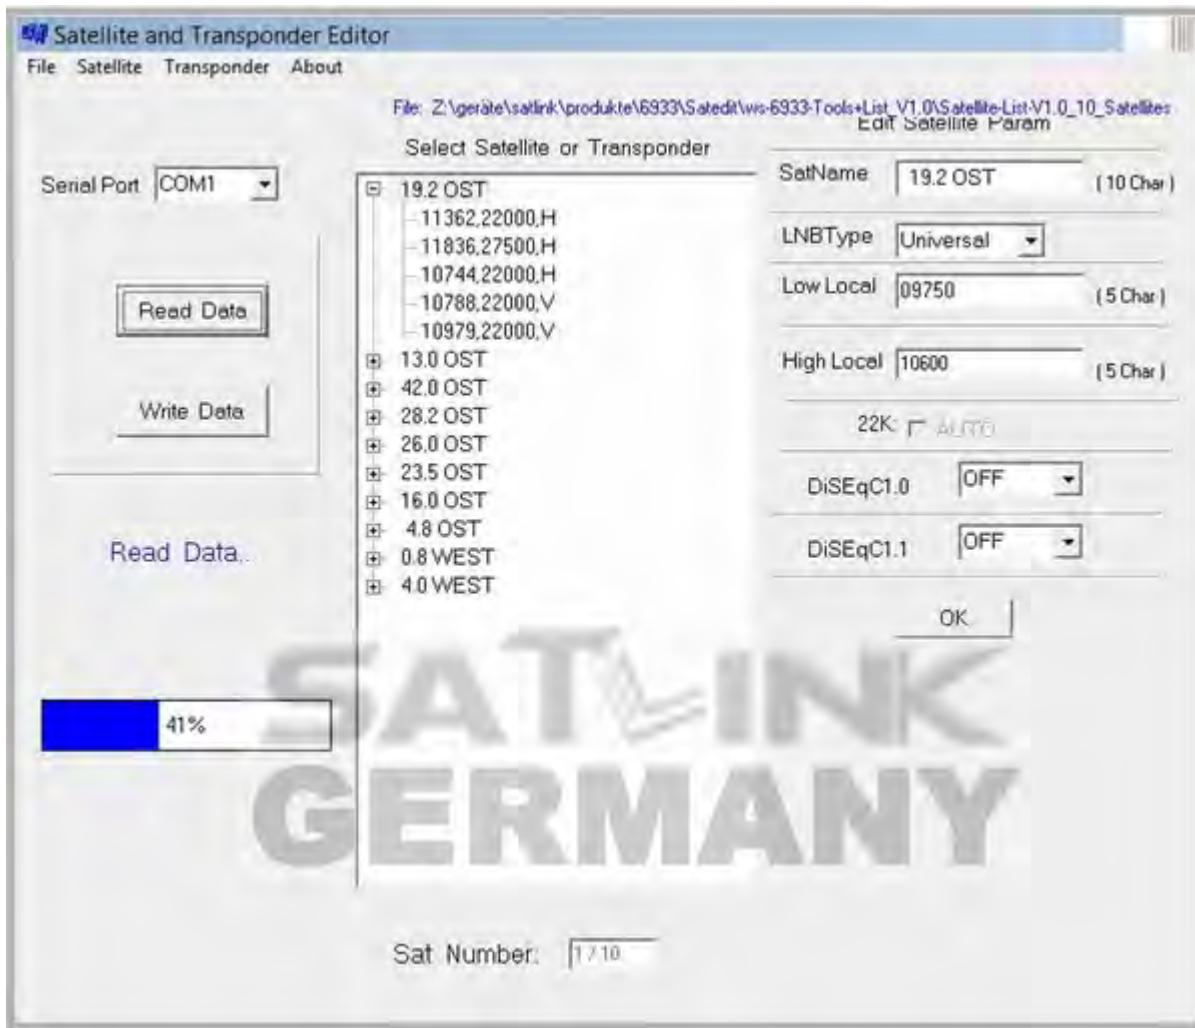 Satellite and Transponder Editor
File Satellite Transponder About
File: Z:\geräte\satlink\produkte\6933\Satedit\ws-6933-Tools+List_V1.0\Satellite-List-V1.0_10_Satellites
Edit Satellite Param
Select Satellite or Transponder
Serial Port COM1
Read Data
Write Data
Read Data..
41%
19.2 OST
11362,22000,H
11836,27500,H
10744,22000,H
10788,22000,V
10979,22000,V
13.0 OST
42.0 OST
28.2 OST
26.0 OST
23.5 OST
16.0 OST
4.8 OST
0.8 WEST
4.0 WEST
SatName 19.2 OST (10 Char)
LNBType Universal
Low Local 09750 (5 Char)
High Local 10600 (5 Char)
22K: AUTO
DiSEqC1.0 OFF
DiSEqC1.1 OFF
OK
SATLINK
GERMANY
Sat Number: 1 / 10